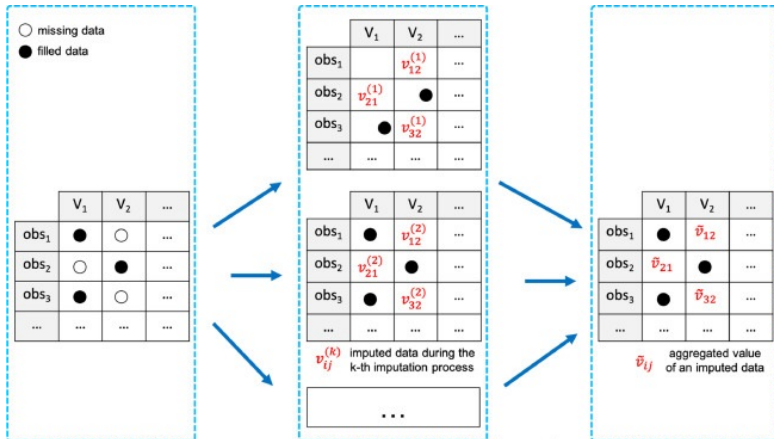 missing data
filled data
V₁ V₂ ...
obs₁ ...
obs₂ ...
obs₃ ...
... ... ... ...
V₁ V₂ ...
obs₁ v₁₂⁽¹⁾ ...
obs₂ v₂₁⁽¹⁾ ...
obs₃ v₃₂⁽¹⁾ ...
... ... ... ...
V₁ V₂ ...
obs₁ v₁₂⁽²⁾ ...
obs₂ v₂₁⁽²⁾ ...
obs₃ v₃₂⁽²⁾ ...
... ... ... ...
vᵢⱼ⁽ᵏ⁾ imputed data during the
k-th imputation process
...
V₁ V₂ ...
obs₁ ṽ₁₂ ...
obs₂ ṽ₂₁ ...
obs₃ ṽ₃₂ ...
... ... ... ...
ṽᵢⱼ aggregated value
of an imputed data